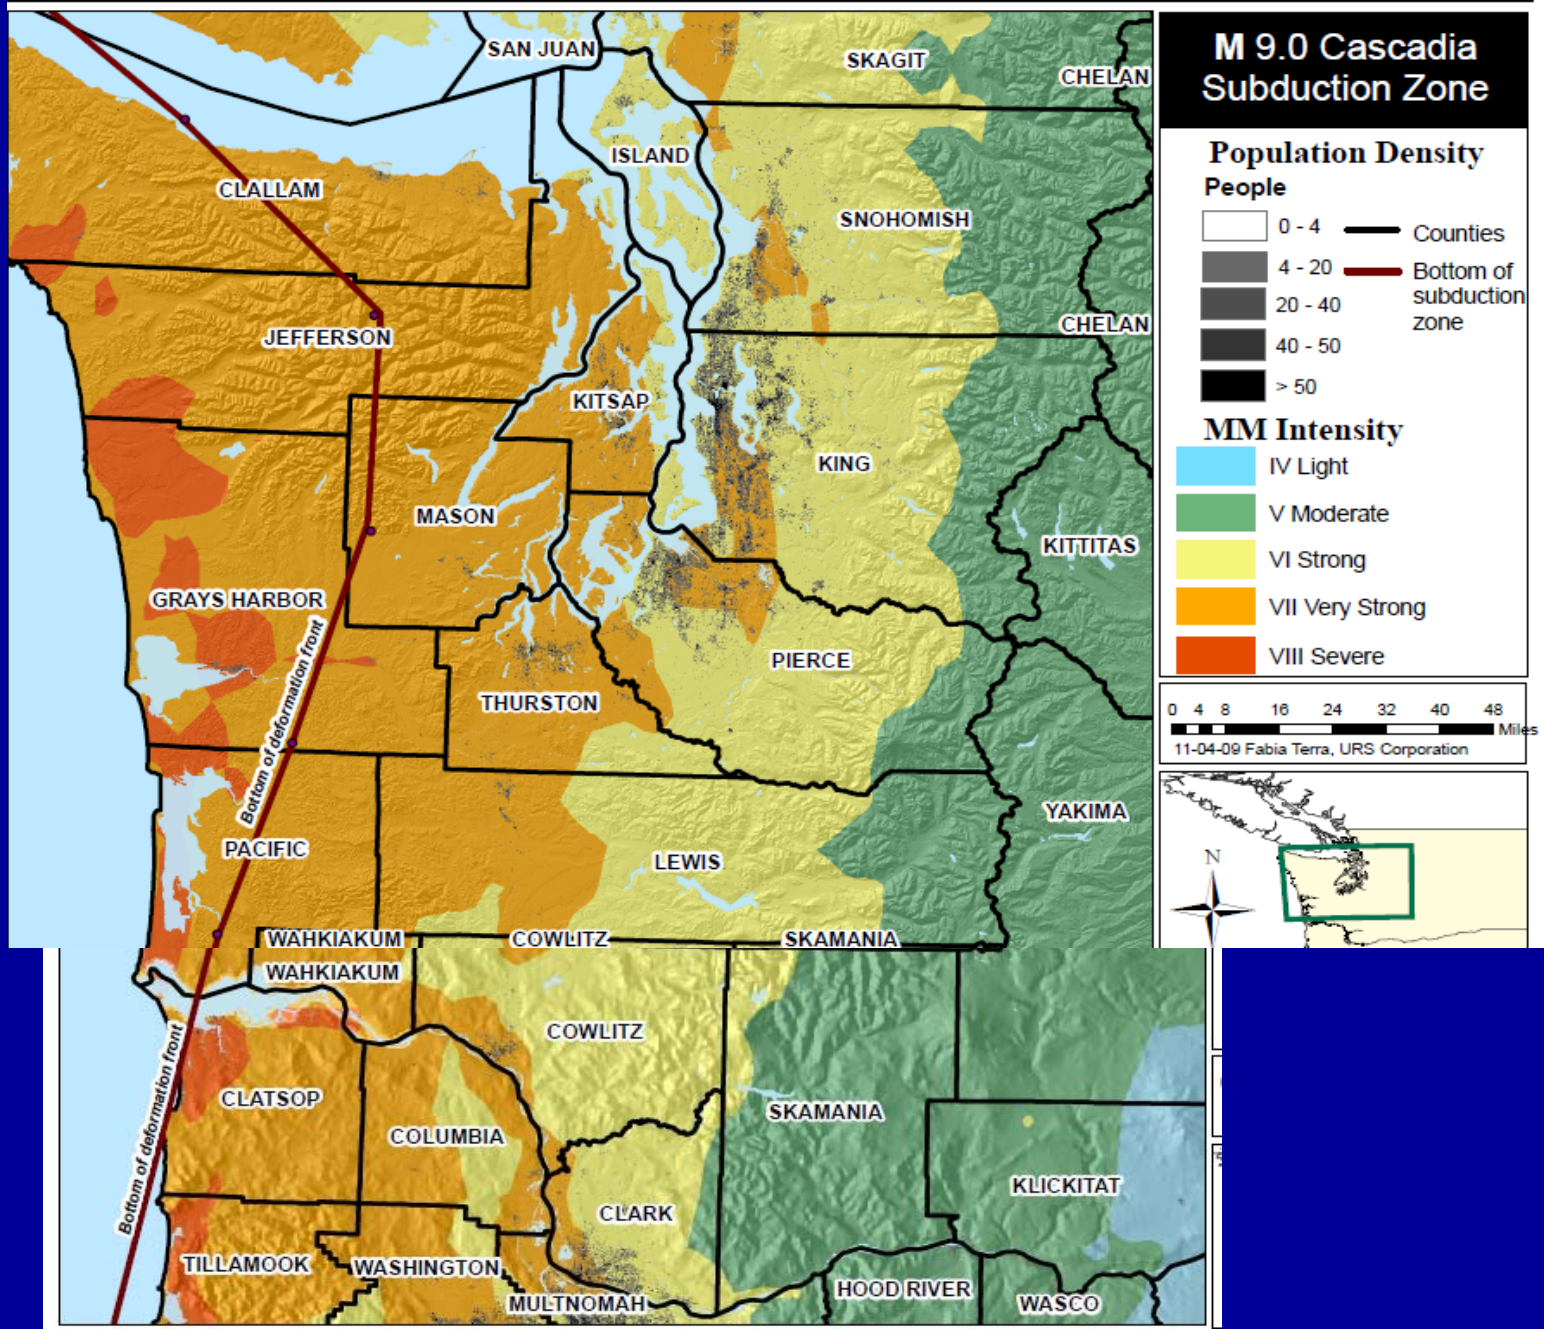 SAN JUAN
SKAGIT
CHELAN
ISLAND
CLALLAM
SNOHOMISH
JEFFERSON
CHELAN
KITSAP
KING
MASON
KITTITAS
GRAYS HARBOR
PIERCE
THURSTON
Bottom of deformation front
YAKIMA
PACIFIC
LEWIS
WAHKIAKUM
COWLITZ
SKAMANIA
WAHKIAKUM
COWLITZ
Bottom of deformation front
CLATSOP
SKAMANIA
COLUMBIA
KLICKITAT
CLARK
TILLAMOOK
WASHINGTON
HOOD RIVER
MULTNOMAH
WASCO
M 9.0 Cascadia
Subduction Zone
Population Density
People
0 - 4
4 - 20
20 - 40
40 - 50
> 50
Counties
Bottom of
subduction
zone
MM Intensity
IV Light
V Moderate
VI Strong
VII Very Strong
VIII Severe
0 4 8 16 24 32 40 48
Miles
11-04-09 Fabia Terra, URS Corporation
N